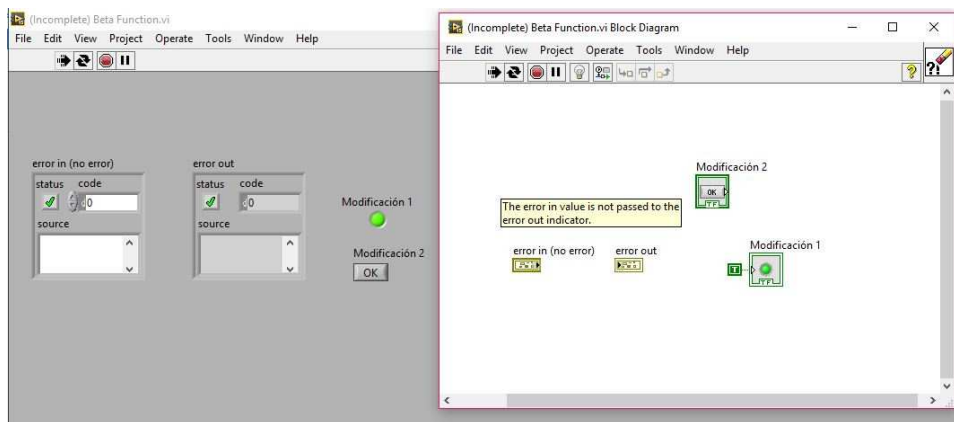 (Incomplete) Beta Function.vi
File Edit View Project Operate Tools Window Help
error in (no error)
status code
0
source
error out
status code
0
source
Modificación 1
Modificación 2
OK
(Incomplete) Beta Function.vi Block Diagram
File Edit View Project Operate Tools Window Help
?
?!
Modificación 2
OK
TF
The error in value is not passed to the
error out indicator.
error in (no error)
error out
Modificación 1
T
TF